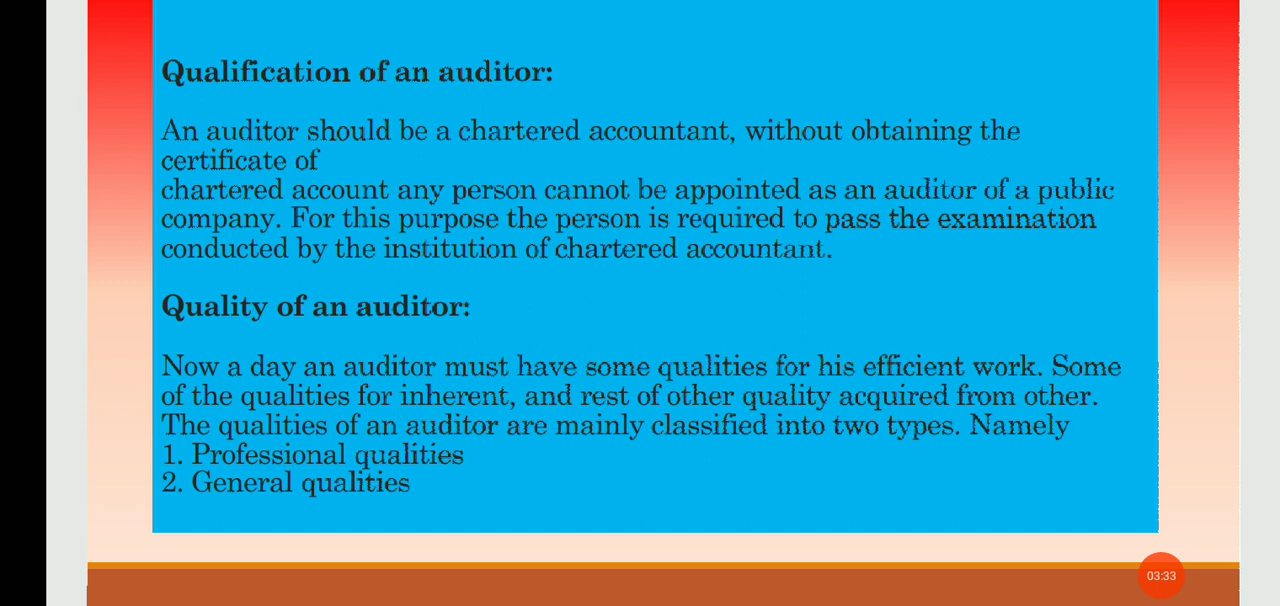 Qualification of an auditor:
An auditor should be a chartered accountant, without obtaining the
certificate of
chartered account any person cannot be appointed as an auditor of a public
company. For this purpose the person is required to pass the examination
conducted by the institution of chartered accountant.
Quality of an auditor:
Now a day an auditor must have some qualities for his efficient work. Some
of the qualities for inherent, and rest of other quality acquired from other.
The qualities of an auditor are mainly classified into two types. Namely
1. Professional qualities
2. General qualities
03:33